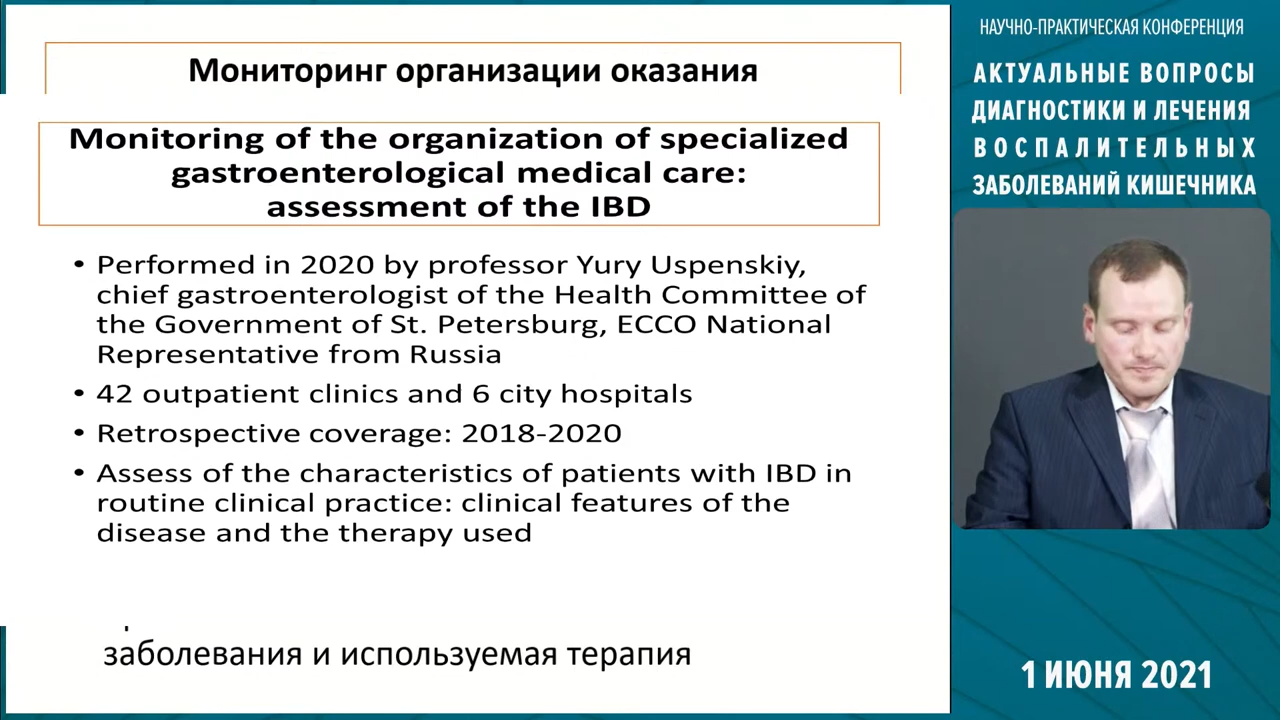 Мониторинг организации оказания
Monitoring of the organization of specialized
gastroenterological medical care:
assessment of the IBD
• Performed in 2020 by professor Yury Uspenskiy,
chief gastroenterologist of the Health Committee of
the Government of St. Petersburg, ECCO National
Representative from Russia
• 42 outpatient clinics and 6 city hospitals
• Retrospective coverage: 2018-2020
• Assess of the characteristics of patients with IBD in
routine clinical practice: clinical features of the
disease and the therapy used
заболевания и используемая терапия
НАУЧНО-ПРАКТИЧЕСКАЯ КОНФЕРЕНЦИЯ
АКТУАЛЬНЫЕ ВОПРОСЫ
ДИАГНОСТИКИ И ЛЕЧЕНИЯ
ВОСПАЛИТЕЛЬНЫХ
ЗАБОЛЕВАНИЙ КИШЕЧНИКА
1 ИЮНЯ 2021